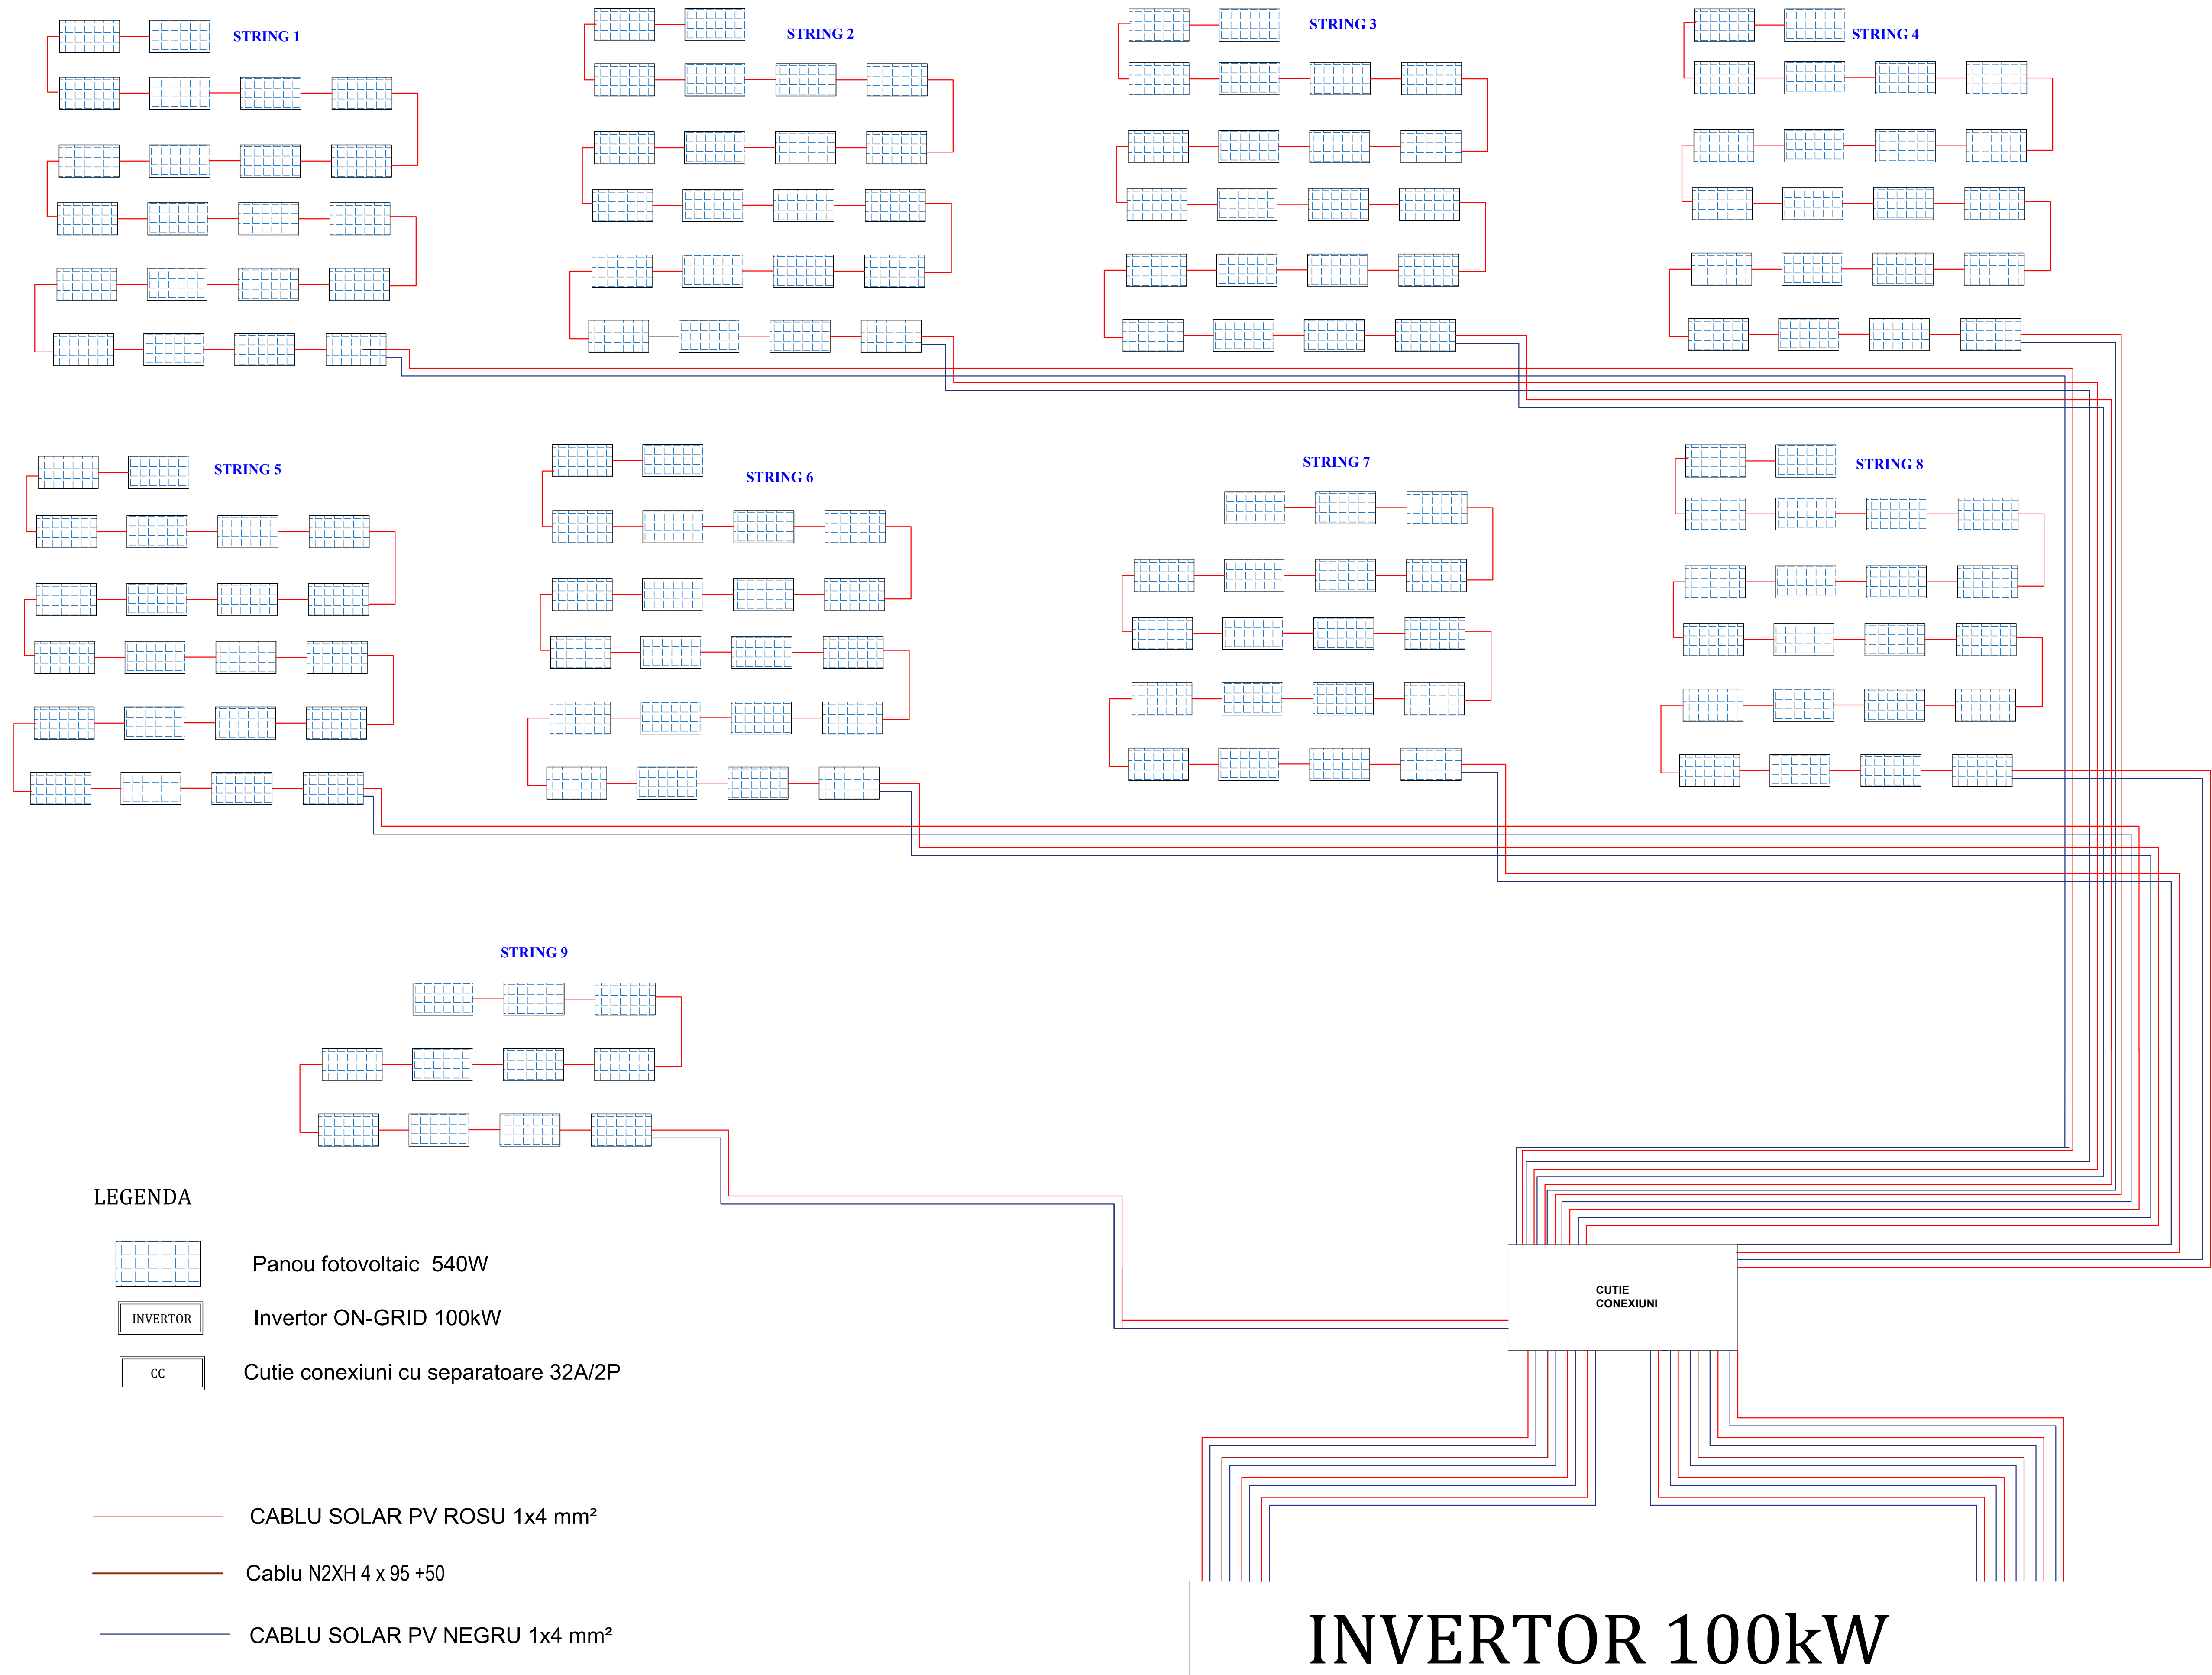 STRING 1
STRING 2
STRING 3
STRING 4
STRING 5
STRING 6
STRING 7
STRING 8
STRING 9
LEGENDA
Panou fotovoltaic 540W
INVERTOR
Invertor ON-GRID 100kW
CC
Cutie conexiuni cu separatoare 32A/2P
CABLU SOLAR PV ROSU 1x4 mm²
Cablu N2XH 4 x 95 +50
CABLU SOLAR PV NEGRU 1x4 mm²
CUTIE
CONEXIUNI
INVERTOR 100kW